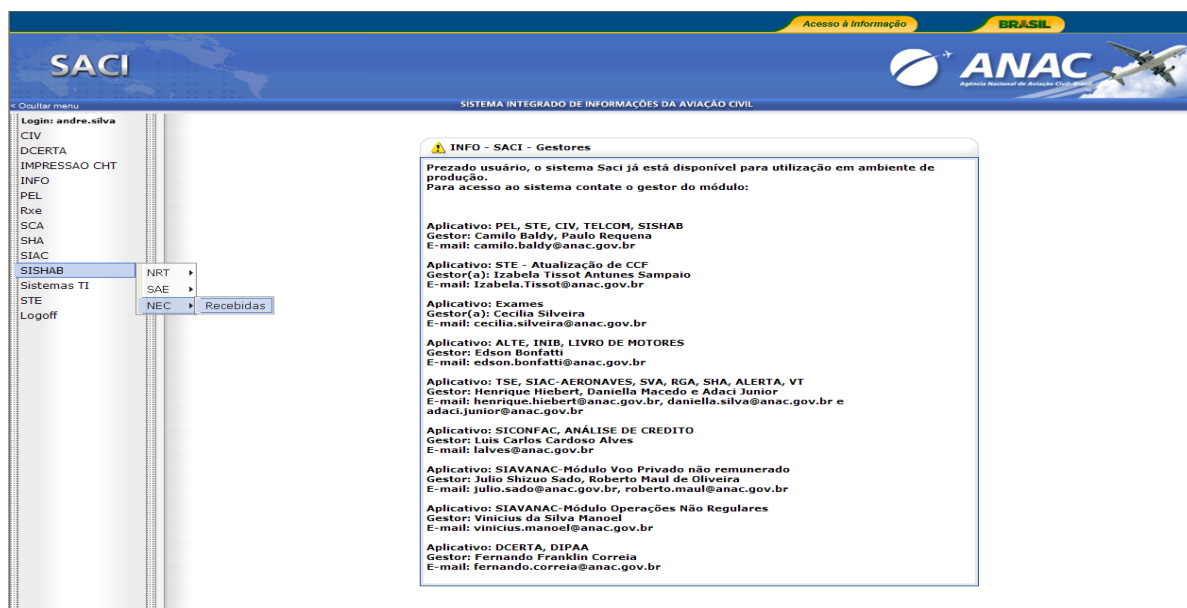 Acesso à Informação
BRASIL
SACI
ANAC
Agência Nacional de Aviação Civil-Brasil
< Ocultar menu
SISTEMA INTEGRADO DE INFORMAÇÕES DA AVIAÇÃO CIVIL
Login: andre.silva
CIV
DCERTA
IMPRESSAO CHT
INFO
PEL
Rxe
SCA
SHA
SIAC
SISHAB
Sistemas TI
STE
Logoff
NRT
SAE
NEC
Recebidas
INFO - SACI - Gestores
Prezado usuário, o sistema Saci já está disponível para utilização em ambiente de
produção.
Para acesso ao sistema contate o gestor do módulo:
Aplicativo: PEL, STE, CIV, TELCOM, SISHAB
Gestor: Camilo Baldy, Paulo Requena
E-mail: camilo.baldy@anac.gov.br
Aplicativo: STE - Atualização de CCF
Gestor(a): Izabela Tissot Antunes Sampaio
E-mail: Izabela.Tissot@anac.gov.br
Aplicativo: Exames
Gestor(a): Cecilia Silveira
E-mail: cecilia.silveira@anac.gov.br
Aplicativo: ALTE, INIB, LIVRO DE MOTORES
Gestor: Edson Bonfatti
E-mail: edson.bonfatti@anac.gov.br
Aplicativo: TSE, SIAC-AERONAVES, SVA, RGA, SHA, ALERTA, VT
Gestor: Henrique Hiebert, Daniella Macedo e Adaci Junior
E-mail: henrique.hiebert@anac.gov.br, daniella.silva@anac.gov.br e
adaci.junior@anac.gov.br
Aplicativo: SICONFAC, ANÁLISE DE CREDITO
Gestor: Luis Carlos Cardoso Alves
E-mail: lalves@anac.gov.br
Aplicativo: SIAVANAC-Módulo Voo Privado não remunerado
Gestor: Julio Shizuo Sado, Roberto Maul de Oliveira
E-mail: julio.sado@anac.gov.br, roberto.maul@anac.gov.br
Aplicativo: SIAVANAC-Módulo Operações Não Regulares
Gestor: Vinicius da Silva Manoel
E-mail: vinicius.manoel@anac.gov.br
Aplicativo: DCERTA, DIPAA
Gestor: Fernando Franklin Correia
E-mail: fernando.correia@anac.gov.br